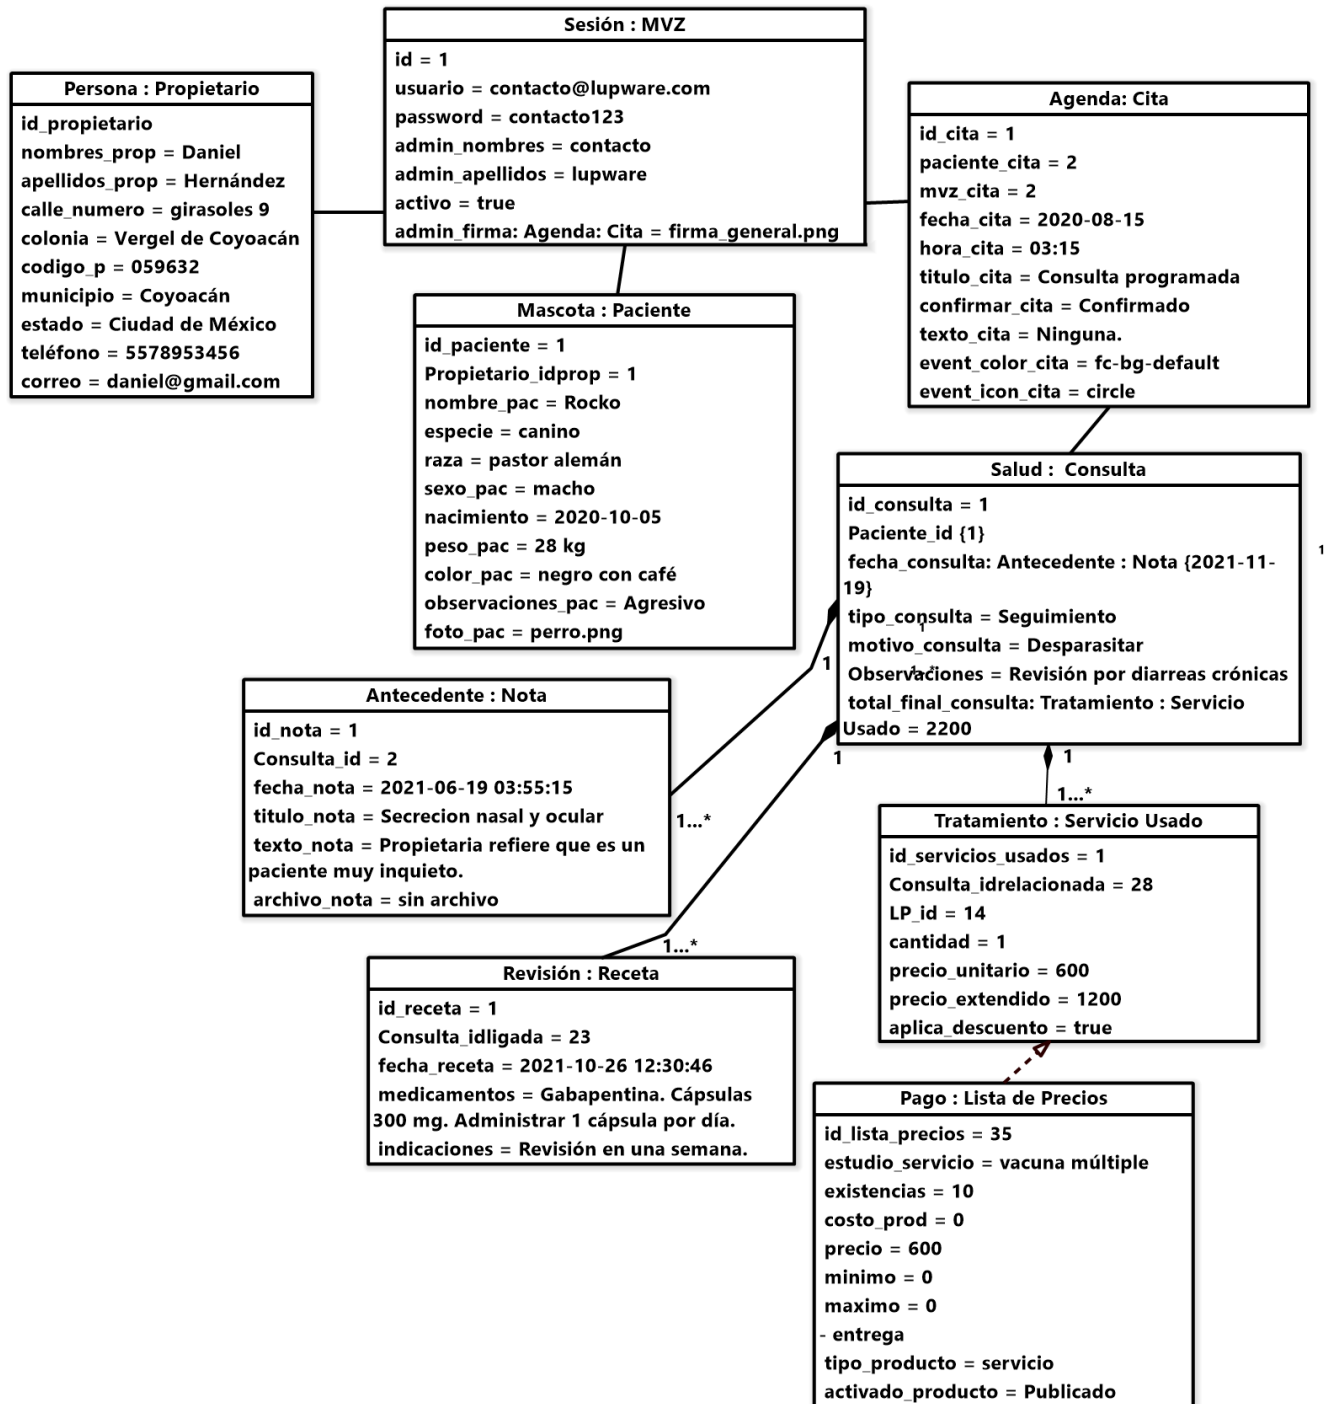 Sesión : MVZ
id = 1
usuario = contacto@lupware.com
password = contacto123
admin_nombres = contacto
admin_apellidos = lupware
activo = true
admin_firma: Agenda: Cita = firma_general.png
Persona : Propietario
id_propietario
nombres_prop = Daniel
apellidos_prop = Hernández
calle_numero = girasoles 9
colonia = Vergel de Coyoacán
codigo_p = 059632
municipio = Coyoacán
estado = Ciudad de México
teléfono = 5578953456
correo = daniel@gmail.com
Agenda: Cita
id_cita = 1
paciente_cita = 2
mvz_cita = 2
fecha_cita = 2020-08-15
hora_cita = 03:15
titulo_cita = Consulta programada
confirmar_cita = Confirmado
texto_cita = Ninguna.
event_color_cita = fc-bg-default
event_icon_cita = circle
Mascota : Paciente
id_paciente = 1
Propietario_idprop = 1
nombre_pac = Rocko
especie = canino
raza = pastor alemán
sexo_pac = macho
nacimiento = 2020-10-05
peso_pac = 28 kg
color_pac = negro con café
observaciones_pac = Agresivo
foto_pac = perro.png
Salud :  Consulta
id_consulta = 1
Paciente_id {1}
fecha_consulta: Antecedente : Nota {2021-11-
19}
tipo_consulta = Seguimiento
1
motivo_consulta = Desparasitar
Observaciones = Revisión por diarreas crónicas
1..*
total_final_consulta: Tratamiento : Servicio
Usado = 2200
1
1
1
1
1...*
1...*
1...*
Antecedente : Nota
id_nota = 1
Consulta_id = 2
fecha_nota = 2021-06-19 03:55:15
titulo_nota = Secrecion nasal y ocular
texto_nota = Propietaria refiere que es un
paciente muy inquieto.
archivo_nota = sin archivo
Tratamiento : Servicio Usado
id_servicios_usados = 1
Consulta_idrelacionada = 28
LP_id = 14
cantidad = 1
precio_unitario = 600
precio_extendido = 1200
aplica_descuento = true
Revisión : Receta
id_receta = 1
Consulta_idligada = 23
fecha_receta = 2021-10-26 12:30:46
medicamentos = Gabapentina. Cápsulas
300 mg. Administrar 1 cápsula por día.
indicaciones = Revisión en una semana.
Pago : Lista de Precios
id_lista_precios = 35
estudio_servicio = vacuna múltiple
existencias = 10
costo_prod = 0
precio = 600
minimo = 0
maximo = 0
- entrega
tipo_producto = servicio
activado_producto = Publicado